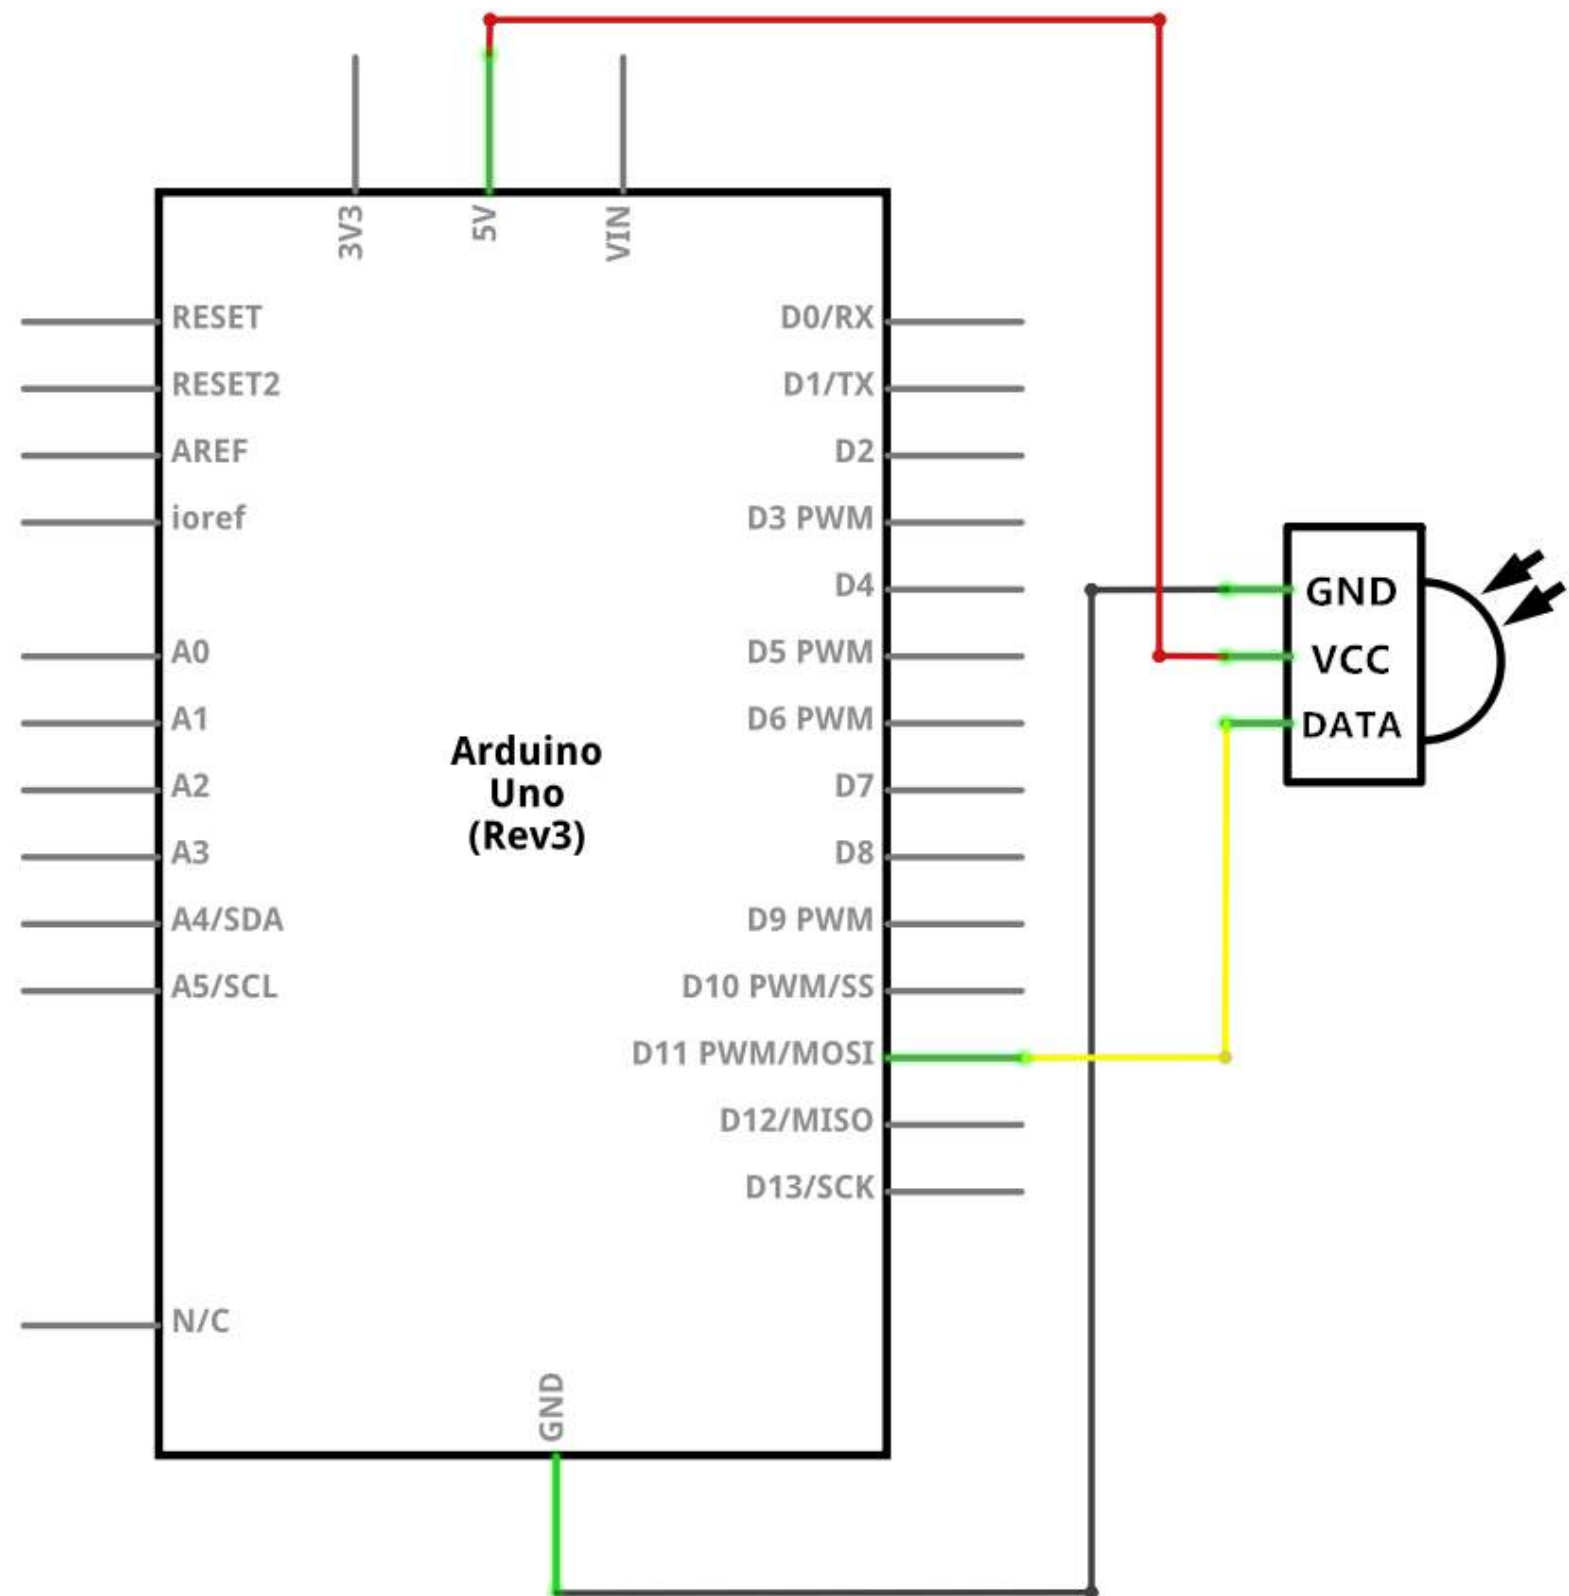 3V3
5V
VIN
RESET
RESET2
AREF
ioref
A0
A1
A2
A3
A4/SDA
A5/SCL
N/C
Arduino
Uno
(Rev3)
D0/RX
D1/TX
D2
D3 PWM
D4
D5 PWM
D6 PWM
D7
D8
D9 PWM
D10 PWM/SS
D11 PWM/MOSI
D12/MISO
D13/SCK
GND
GND
VCC
DATA